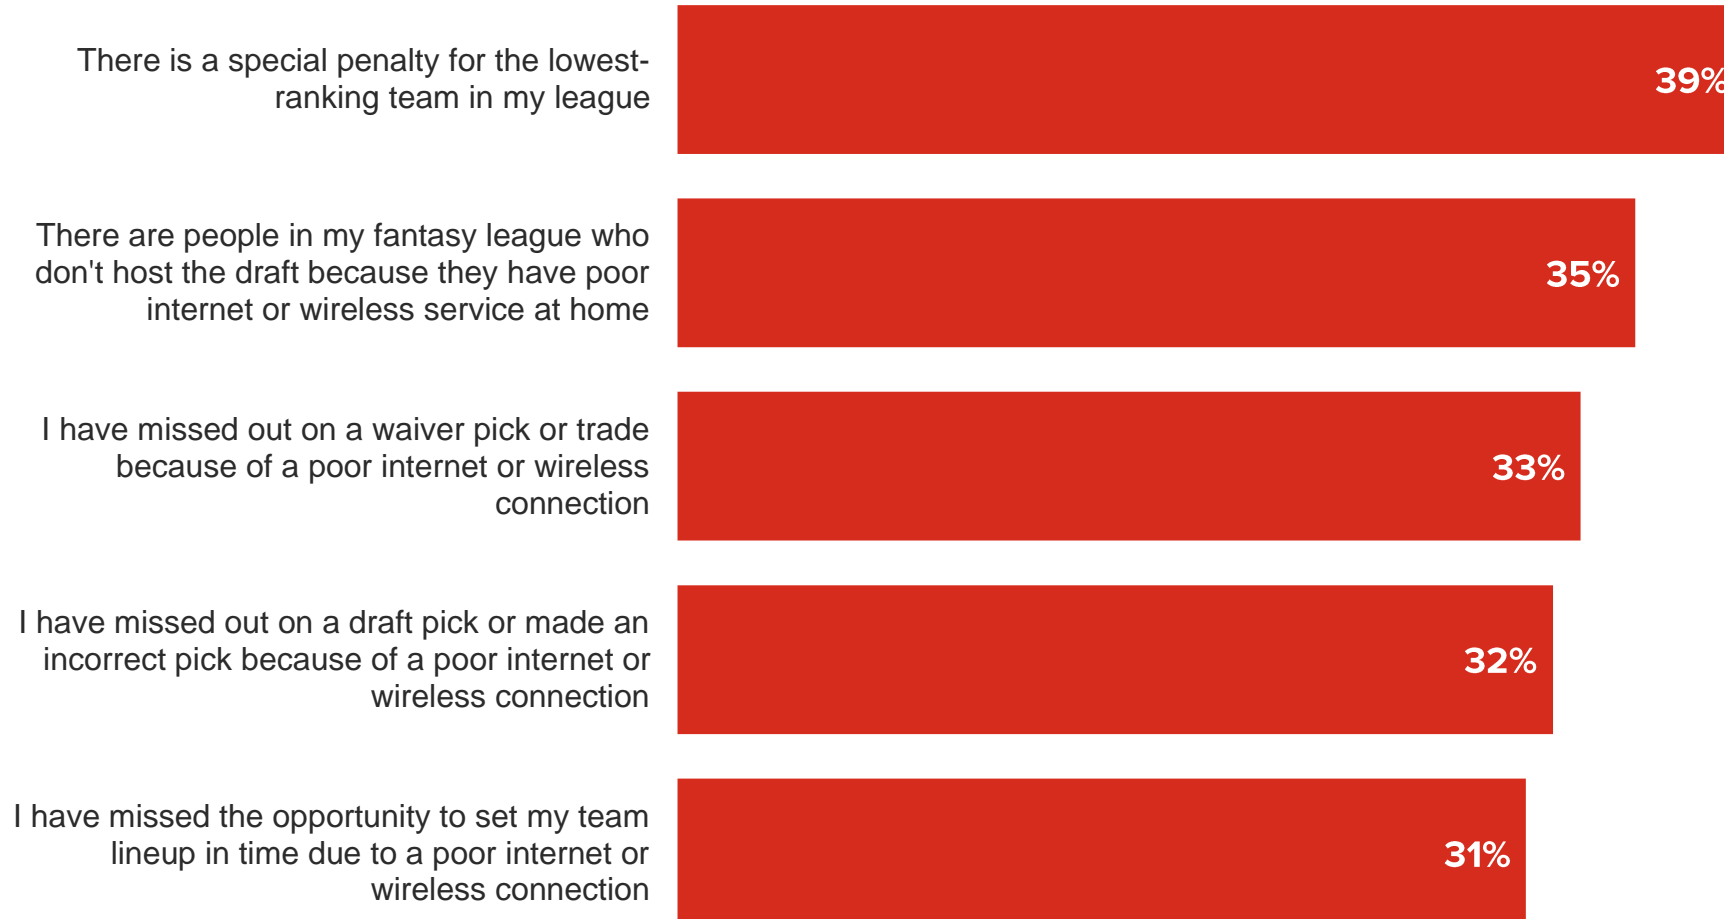 There is a special penalty for the lowest-
ranking team in my league
39%
There are people in my fantasy league who
don't host the draft because they have poor
internet or wireless service at home
35%
I have missed out on a waiver pick or trade
because of a poor internet or wireless
connection
33%
I have missed out on a draft pick or made an
incorrect pick because of a poor internet or
wireless connection
32%
I have missed the opportunity to set my team
lineup in time due to a poor internet or
wireless connection
31%